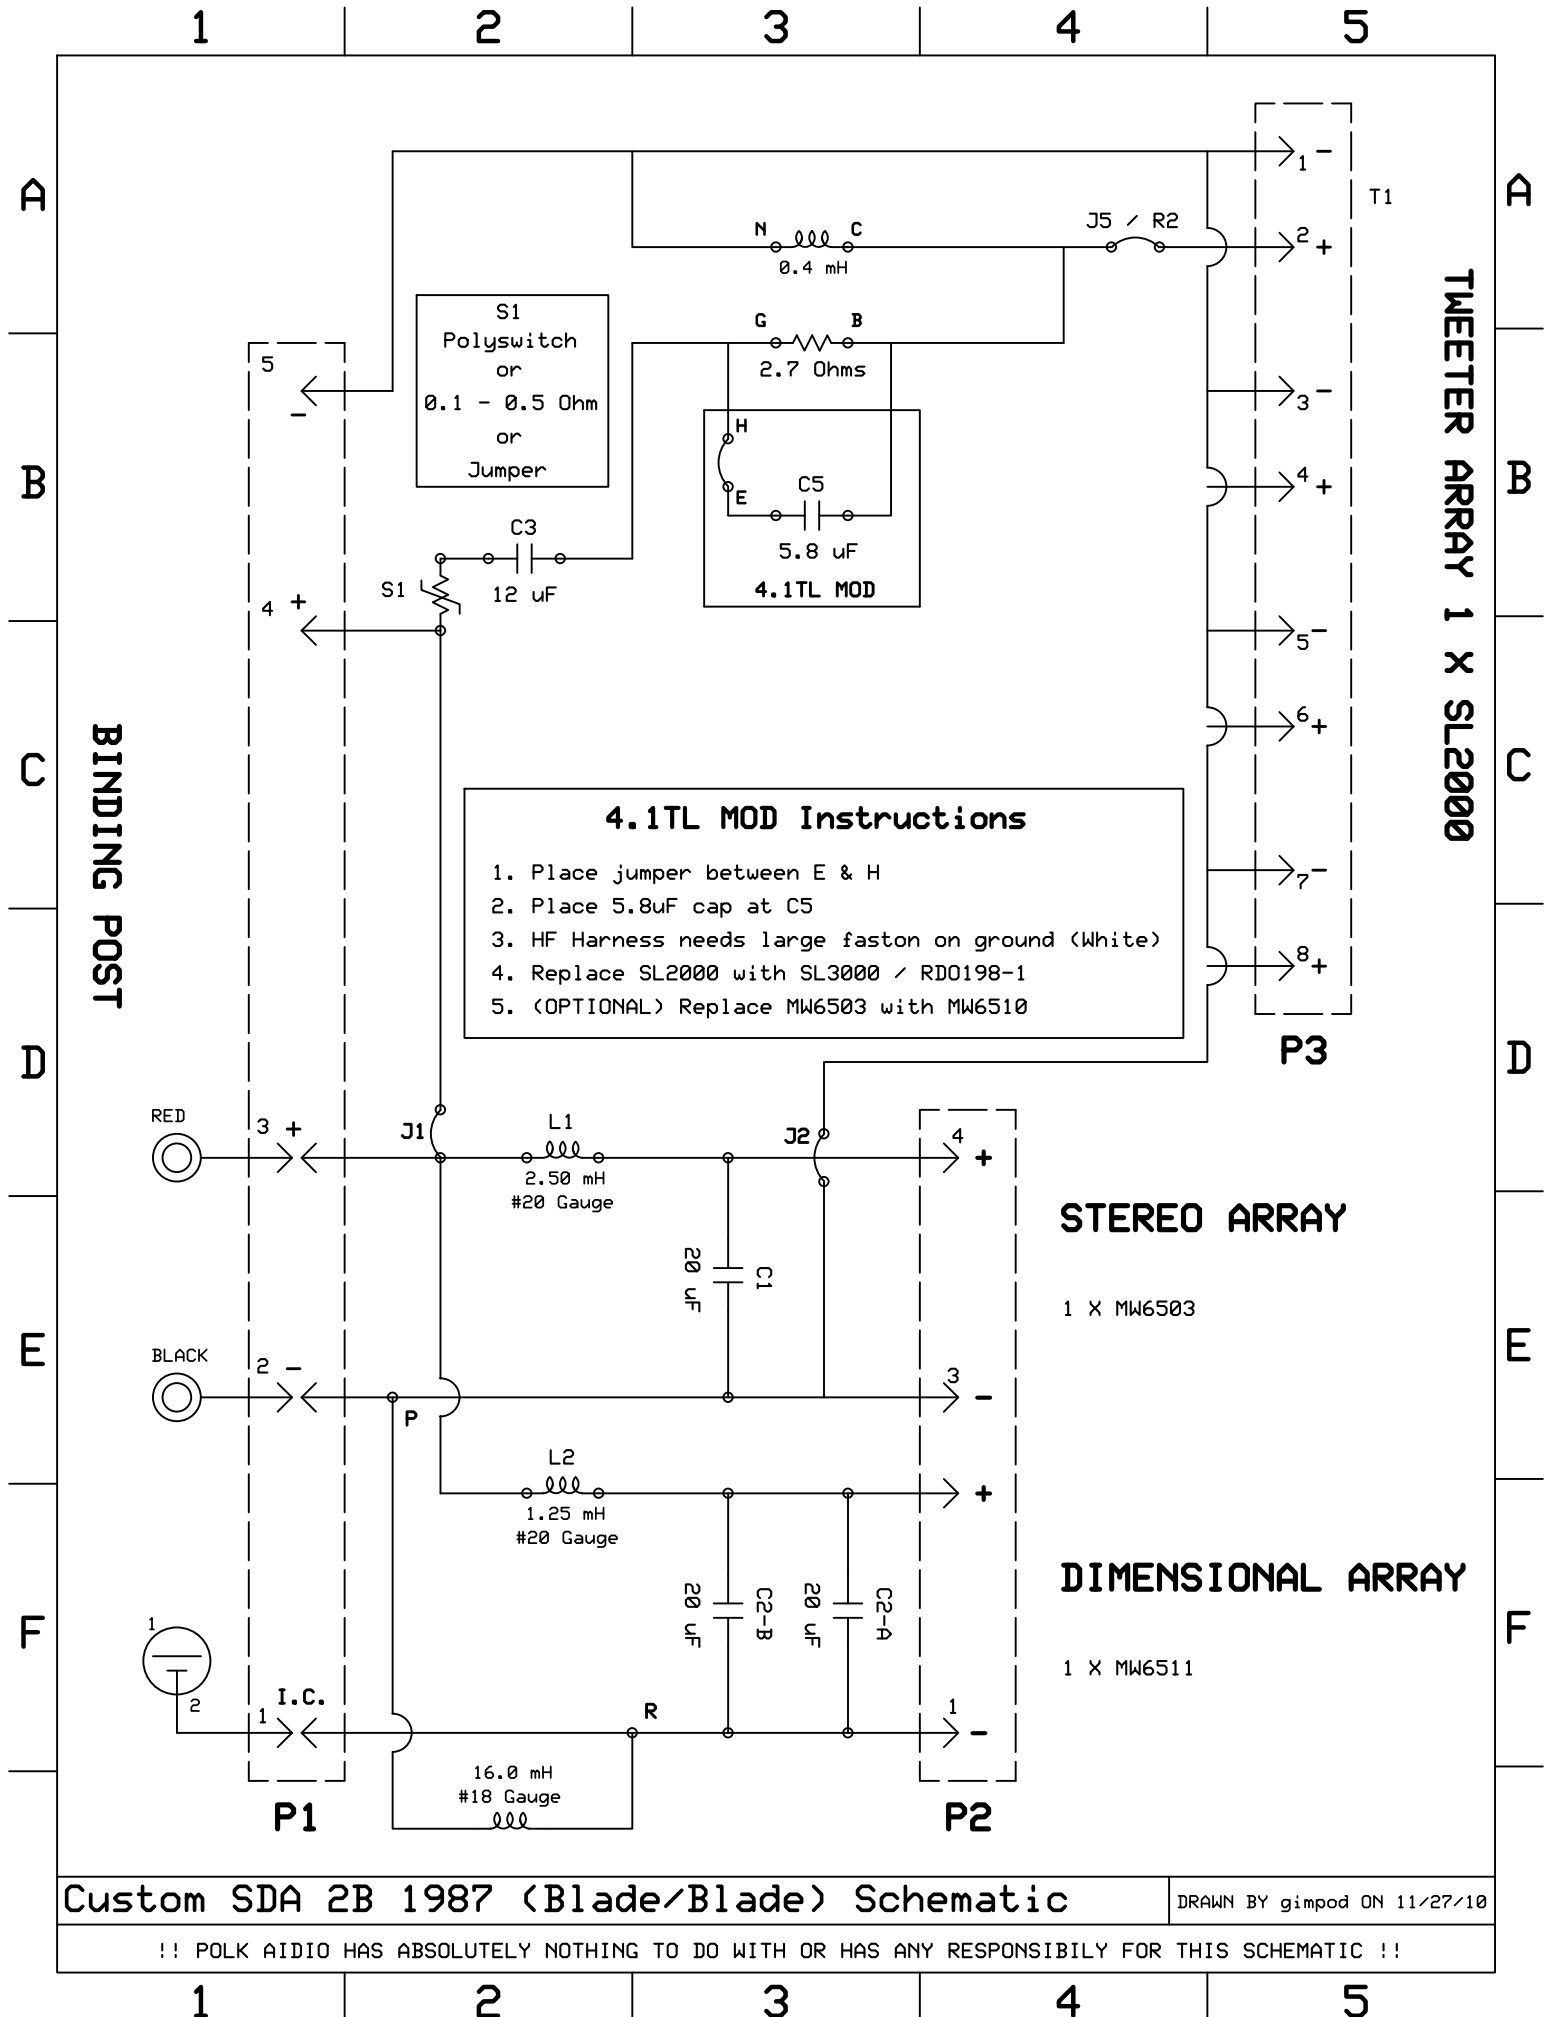 1 2 3 4 5
A
A
B
B
C
C
D
D
E
E
F
F
1 -
T1
2 +
J5 / R2
N C
0.4 mH
S1
Polyswitch
or
0.1 - 0.5 Ohm
or
Jumper
G B
2.7 Ohms
5
-
3 -
H
E
C5
5.8 uF
4.1TL MOD
4 +
C3
12 uF
S1
4 +
5 -
6 +
7 -
8 +
P3
TWEETER ARRAY 1 X SL2000
BINDING POST
4.1TL MOD Instructions
1. Place jumper between E & H
2. Place 5.8uF cap at C5
3. HF Harness needs large faston on ground (White)
4. Replace SL2000 with SL3000 / RDO198-1
5. (OPTIONAL) Replace MW6503 with MW6510
RED
3 +
J1
L1
2.50 mH
#20 Gauge
J2
4
+
STEREO ARRAY
20 uF
C1
1 X MW6503
BLACK
2 -
P
3
-
L2
1.25 mH
#20 Gauge
+
DIMENSIONAL ARRAY
20 uF
C2-B
20 uF
C2-A
1 X MW6511
1
2
I.C.
1
R
1
-
16.0 mH
#18 Gauge
P1
P2
Custom SDA 2B 1987 (Blade/Blade) Schematic
DRAWN BY gimpod ON 11/27/10
!! POLK AIDIO HAS ABSOLUTELY NOTHING TO DO WITH OR HAS ANY RESPONSIBILY FOR THIS SCHEMATIC !!
1 2 3 4 5